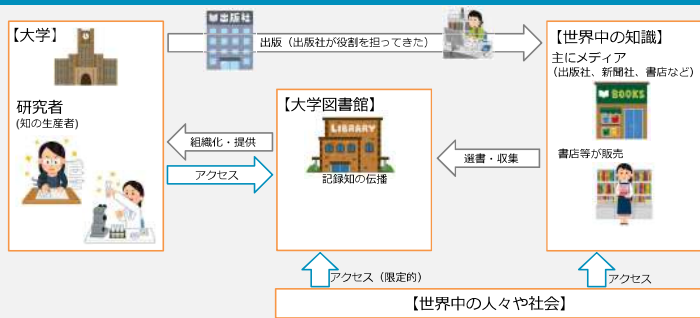 【大学】
研究者
(知の生産者)
出版社
出版（出版社が役割を担ってきた）
【大学図書館】
LIBRARY
記録知の伝播
組織化・提供
アクセス
選書・収集
【世界中の知識】
主にメディア
（出版社、新聞社、書店など）
BOOKS
書店等が販売
アクセス（限定的）
アクセス
【世界中の人々や社会】